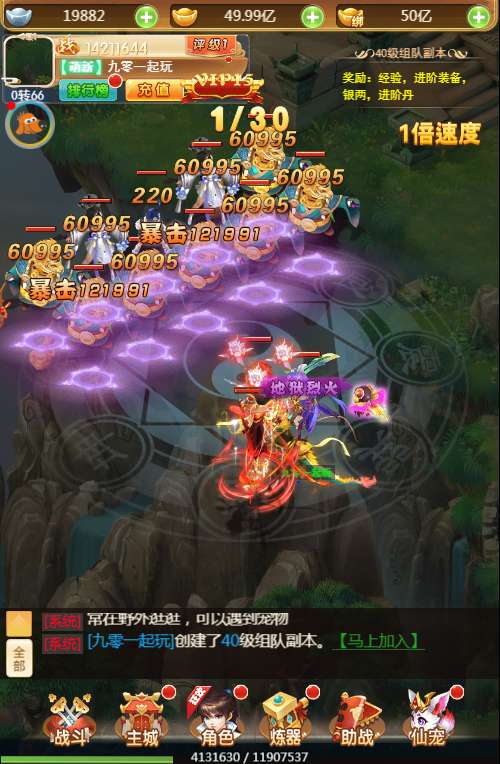 19882
49.99亿
绑
50亿
14211644
评级1
【萌新】九零一起玩
0转66
排行榜
充值
VIP15
40级组队副本
奖励：经验，进阶装备，
银两，进阶丹
1/30
1倍速度
60995
60995
60995
220
60995
60995
暴击121991
60995
60995
暴击121991
地狱烈火
[系统] 常在野外逛逛，可以遇到宠物
[系统] [九零一起玩]创建了40级组队副本。【马上加入】
全部
狂欢
战斗
主城
角色
炼器
助战
仙宠
4131630 / 11907537